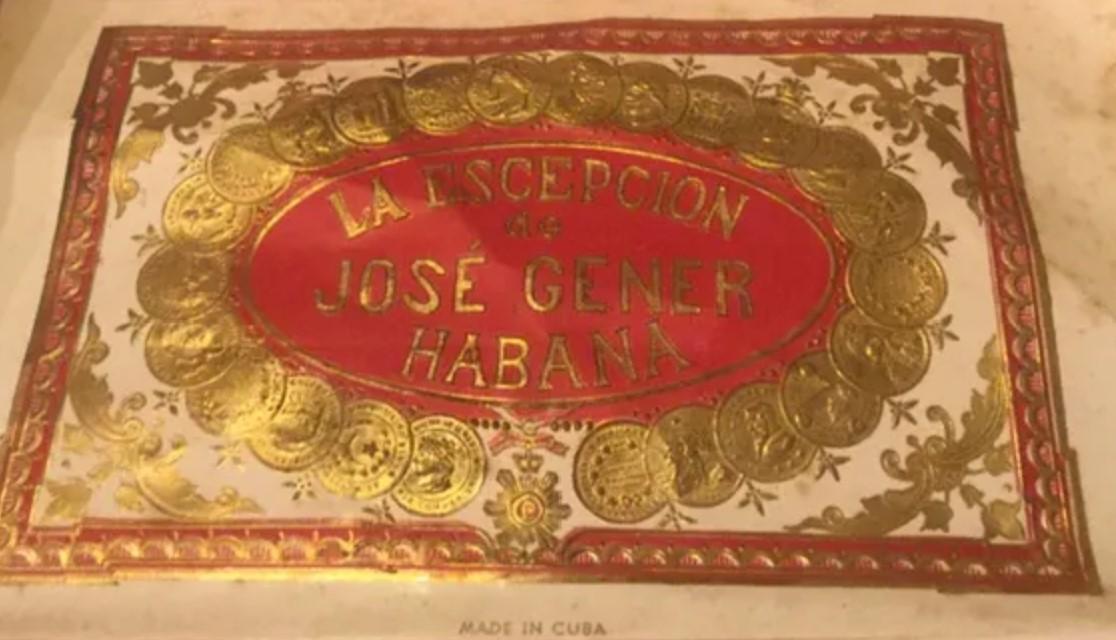 LA ESCEPCION
de
JOSÉ GENER
HABANA
MADE IN CUBA